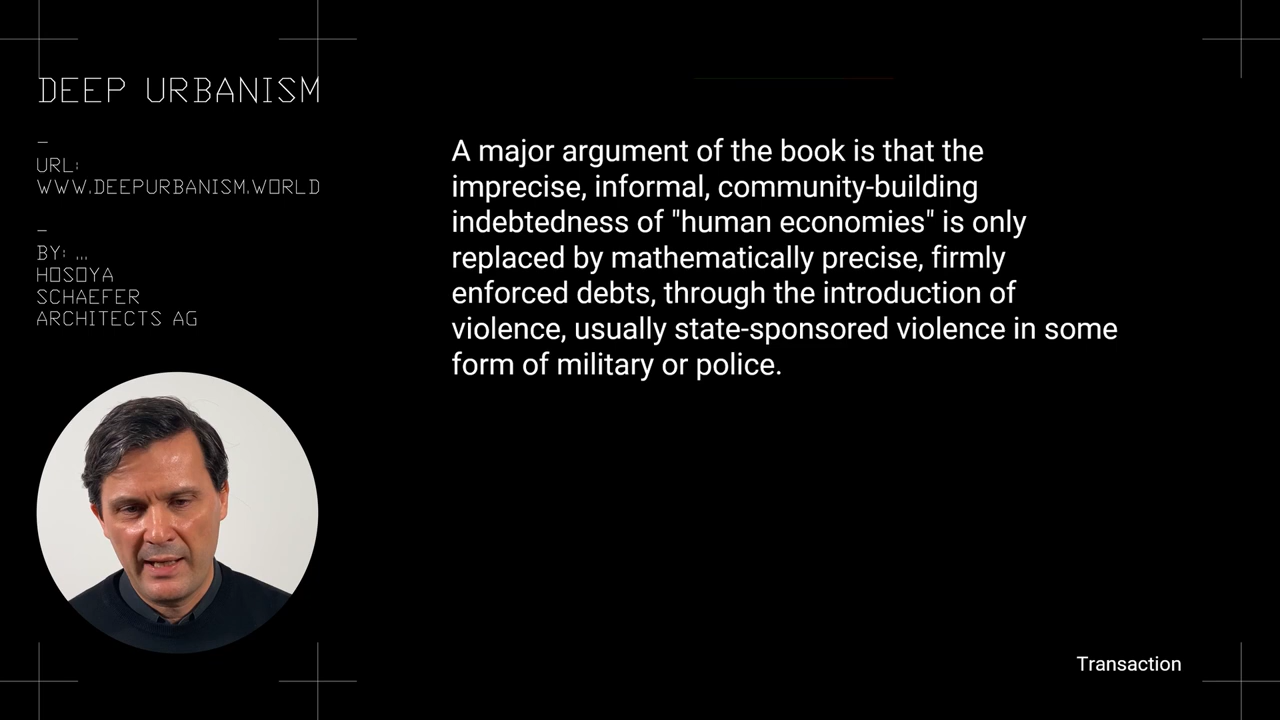 DEEP URBANISM
–
URL:
WWW.DEEPURBANISM.WORLD
–
BY: ...
HOSOYA
SCHAEFER
ARCHITECTS AG
A major argument of the book is that the
imprecise, informal, community-building
indebtedness of "human economies" is only
replaced by mathematically precise, firmly
enforced debts, through the introduction of
violence, usually state-sponsored violence in some
form of military or police.
Transaction